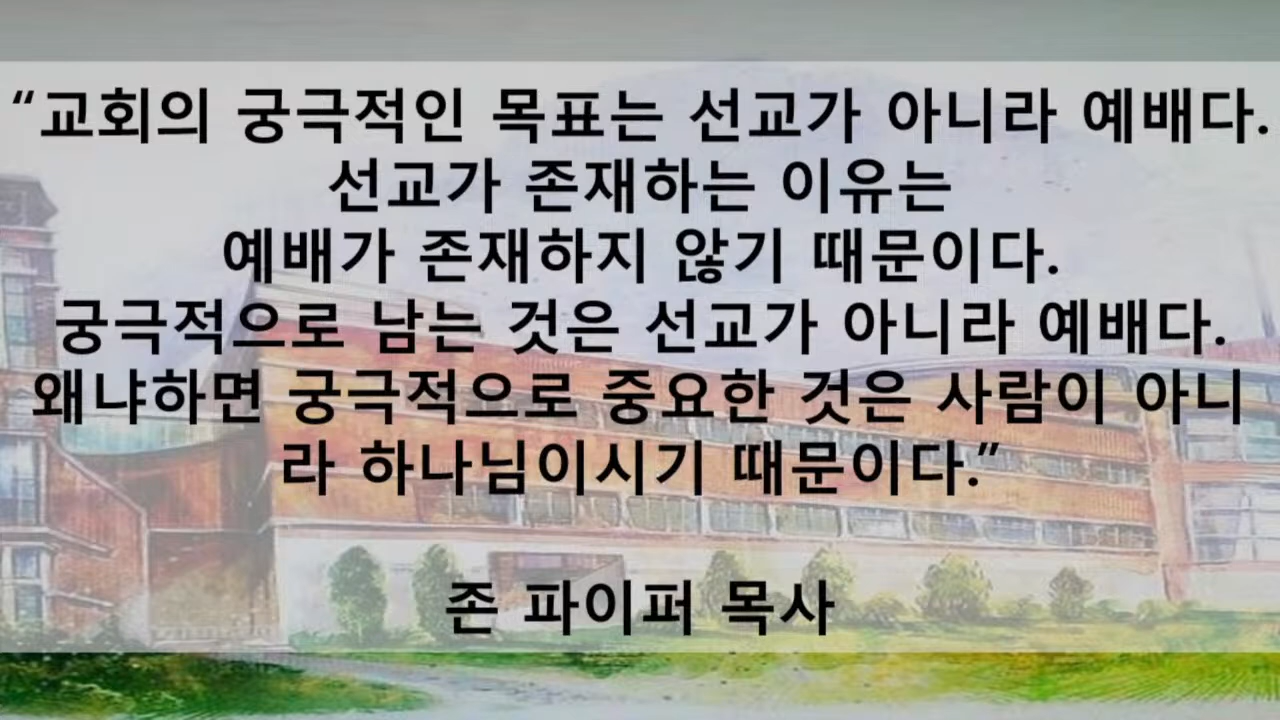 “교회의 궁극적인 목표는 선교가 아니라 예배다.
선교가 존재하는 이유는
예배가 존재하지 않기 때문이다.
궁극적으로 남는 것은 선교가 아니라 예배다.
왜냐하면 궁극적으로 중요한 것은 사람이 아니
라 하나님이시기 때문이다.”
존 파이퍼 목사